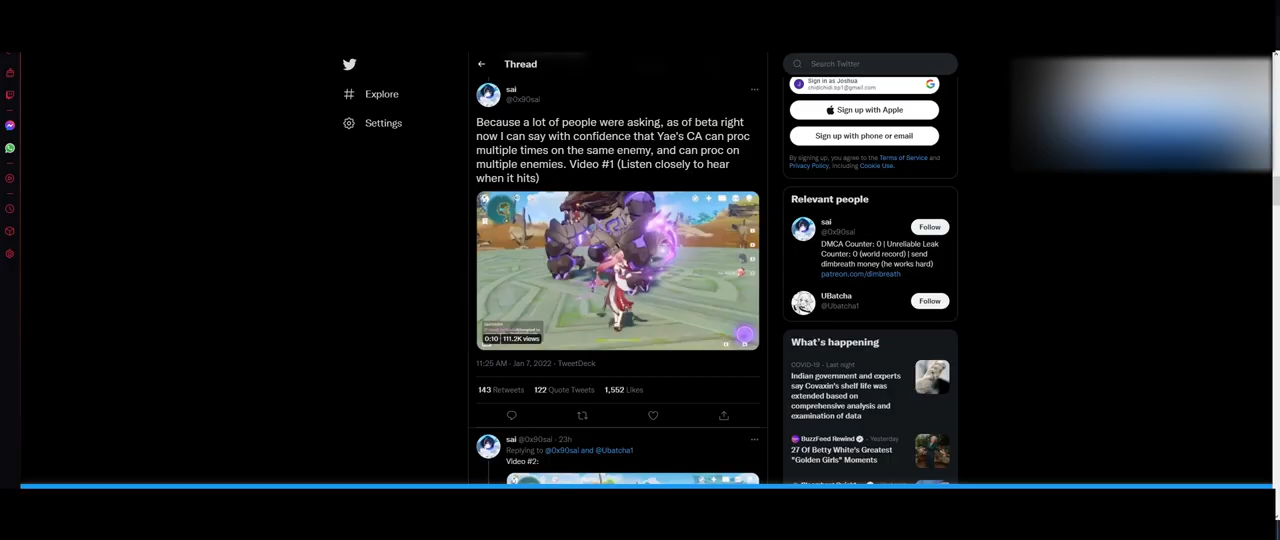 Explore
Settings
Thread
sai
@0x90sai
Because a lot of people were asking, as of beta right
now I can say with confidence that Yae's CA can proc
multiple times on the same enemy, and can proc on
multiple enemies. Video #1 (Listen closely to hear
when it hits)
0:10 111.2K views
11:25 AM · Jan 7, 2022 · TweetDeck
143 Retweets 122 Quote Tweets 1,552 Likes
sai @0x90sai · 23h
Replying to @0x90sai and @Ubatcha1
Video #2:
Search Twitter
Sign in as Joshua
chidichidi.bp1@gmail.com
Sign up with Apple
Sign up with phone or email
By signing up, you agree to the Terms of Service and
Privacy Policy, including Cookie Use.
Relevant people
sai
@0x90sai
Follow
DMCA Counter: 0 | Unreliable Leak
Counter: 0 (world record) | send
dimbreath money (he works hard)
patreon.com/dimbreath
UBatcha
@Ubatcha1
Follow
What's happening
COVID-19 · Last night
Indian government and experts
say Covaxin's shelf life was
extended based on
comprehensive analysis and
examination of data
BuzzFeed Rewind · Yesterday
27 Of Betty White's Greatest
"Golden Girls" Moments